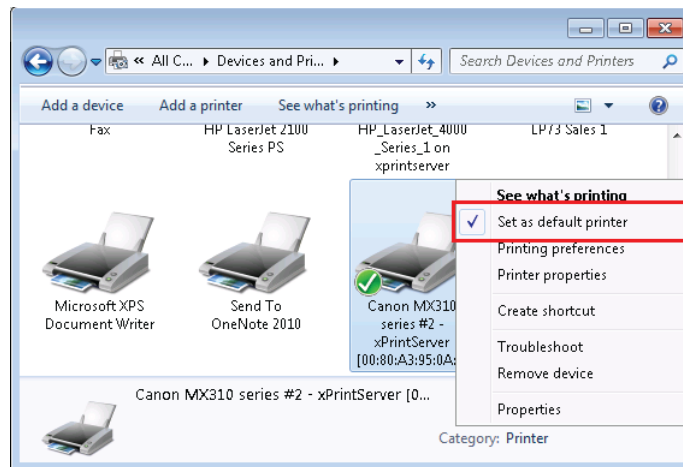 « All C... ▸ Devices and Pri... ▸
Search Devices and Printers
Add a device Add a printer See what's printing »
Fax
HP LaserJet 2100
Series PS
HP_LaserJet_4000
_Series_1 on
xprintserver
LP73 Sales 1
Microsoft XPS
Document Writer
Send To
OneNote 2010
Canon MX310
series #2 -
xPrintServer
[00:80:A3:95:0A:
See what's printing
Set as default printer
Printing preferences
Printer properties
Create shortcut
Troubleshoot
Remove device
Properties
Canon MX310 series #2 - xPrintServer [0...
Category: Printer